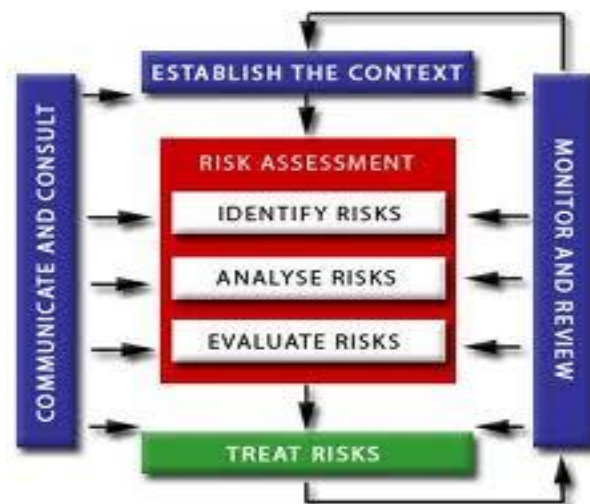 ESTABLISH THE CONTEXT
COMMUNICATE AND CONSULT
RISK ASSESSMENT
IDENTIFY RISKS
ANALYSE RISKS
EVALUATE RISKS
MONITOR AND REVIEW
TREAT RISKS